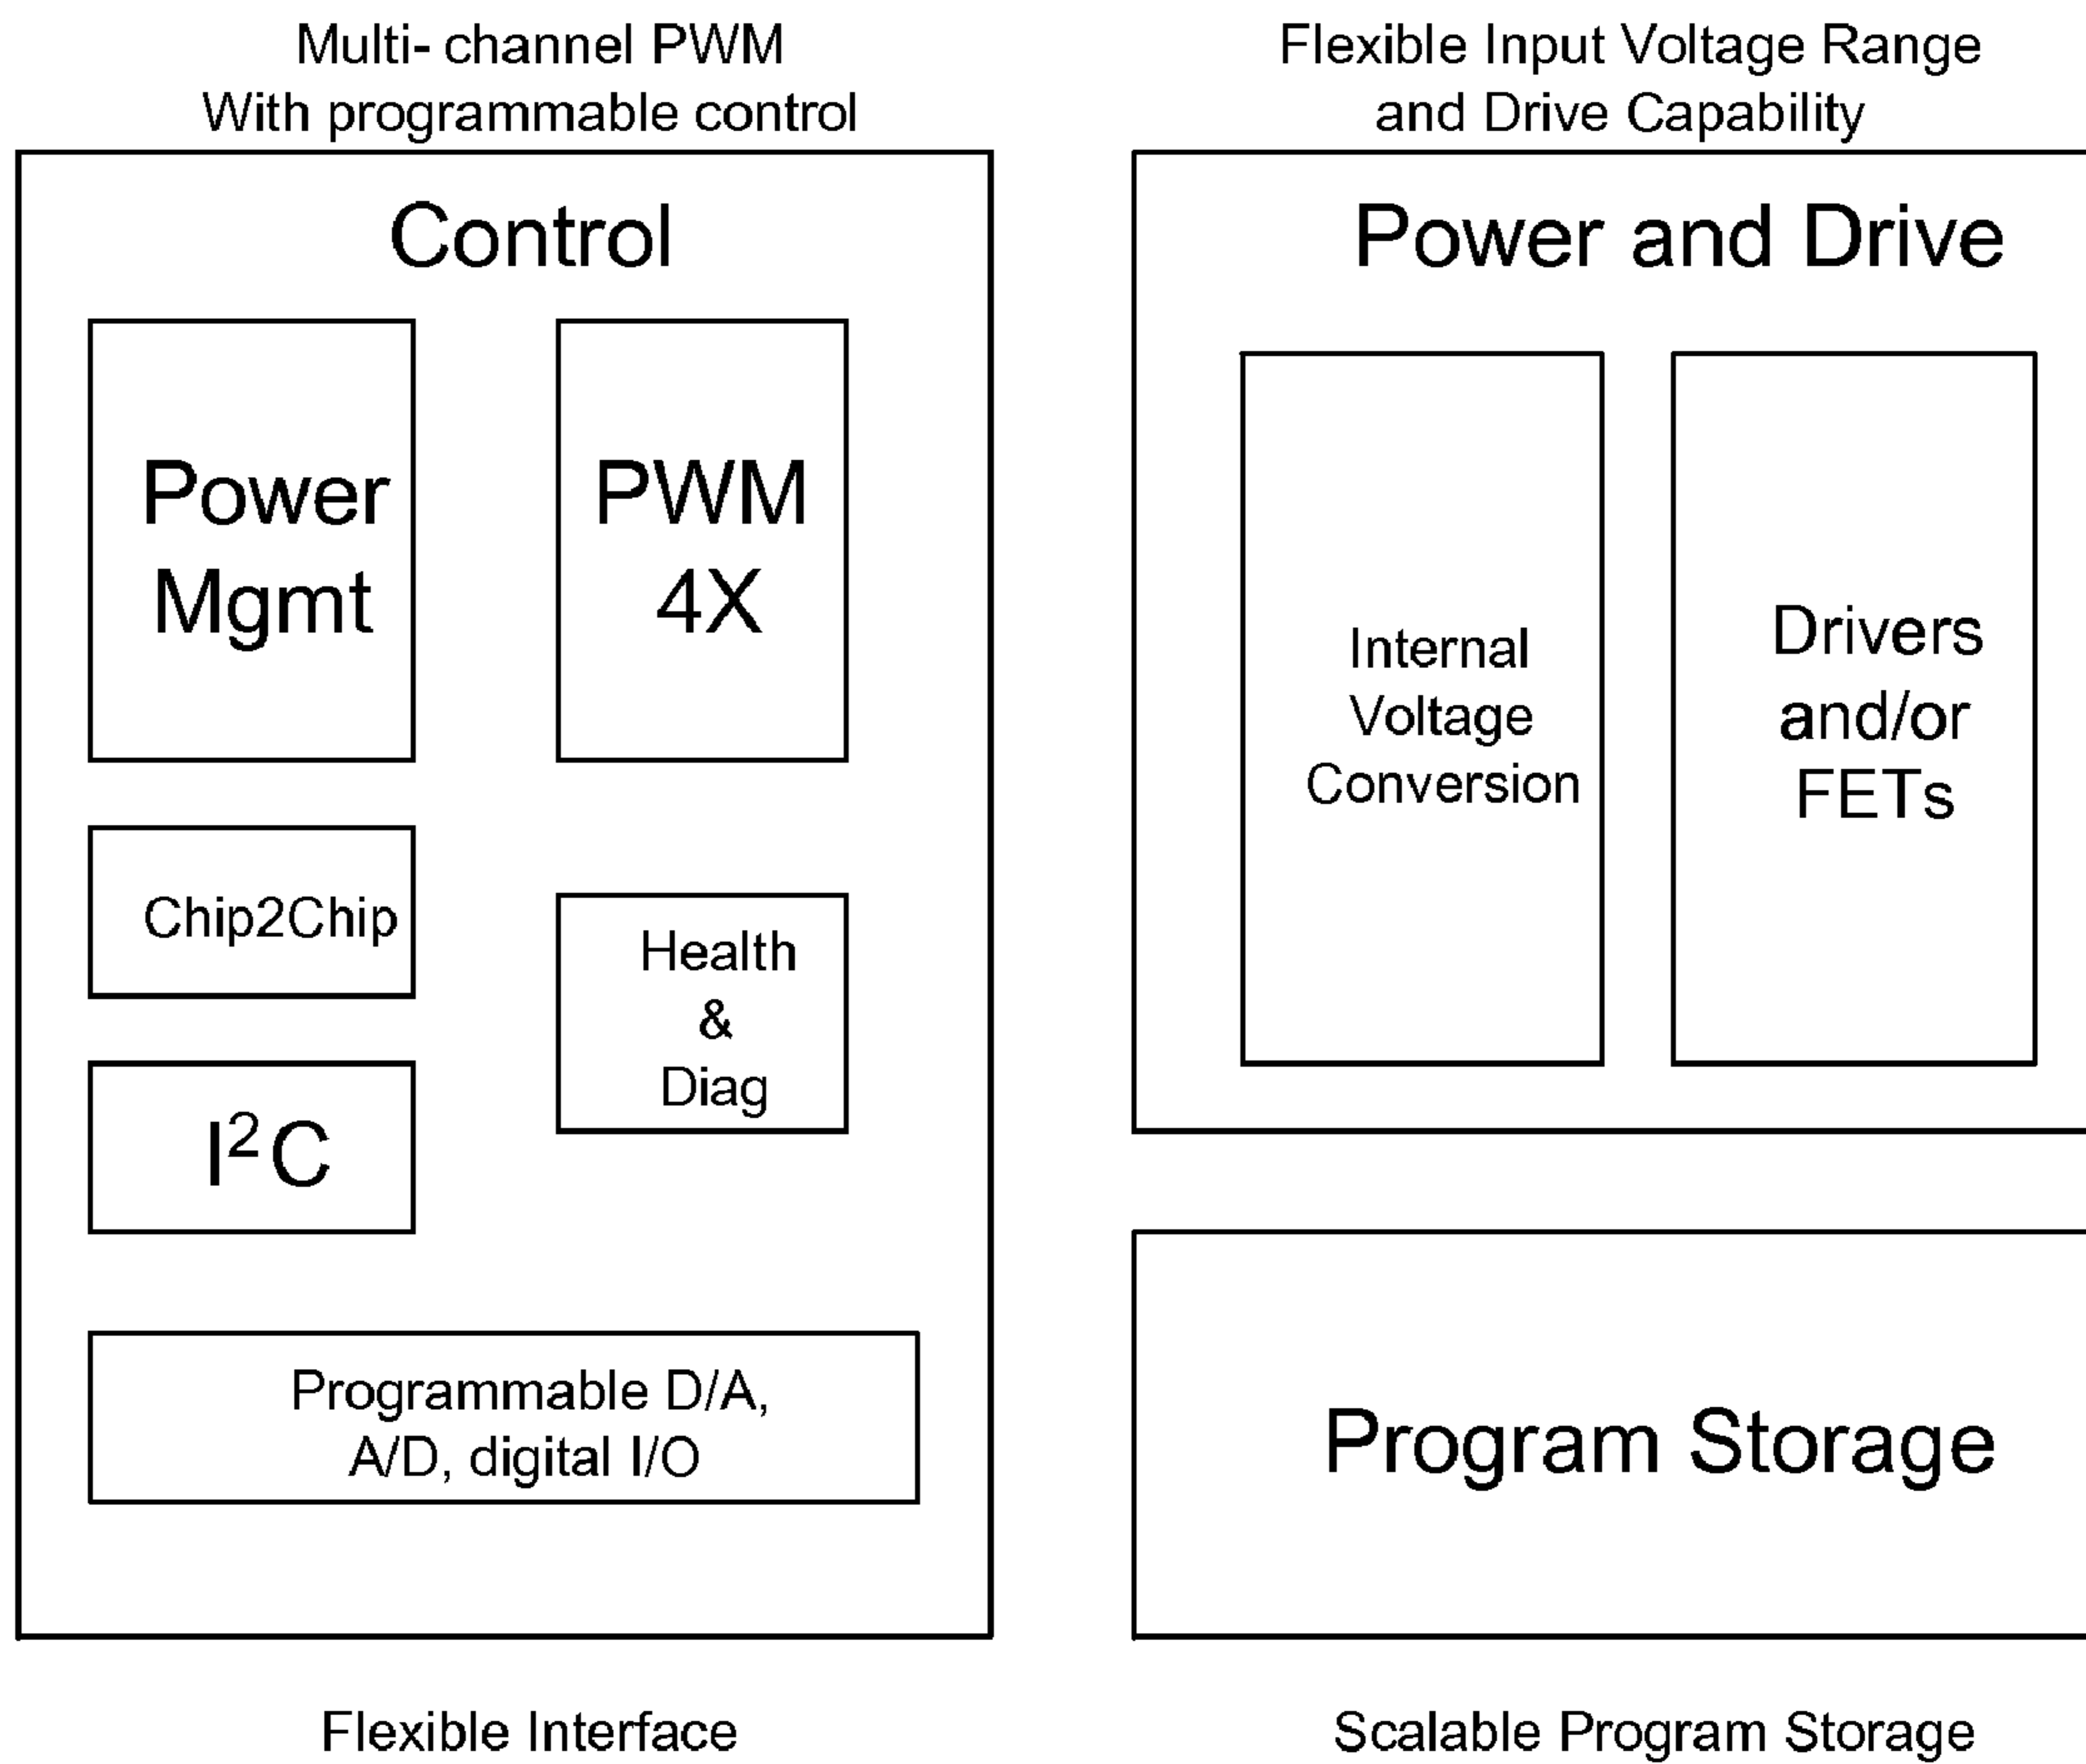 Multi- channel PWM
With programmable control
Control
Power
Mgmt
PWM
4X
Chip2Chip
Health
&
Diag
I²C
Programmable D/A,
A/D, digital I/O
Flexible Interface
Flexible Input Voltage Range
and Drive Capability
Power and Drive
Internal
Voltage
Conversion
Drivers
and/or
FETs
Program Storage
Scalable Program Storage